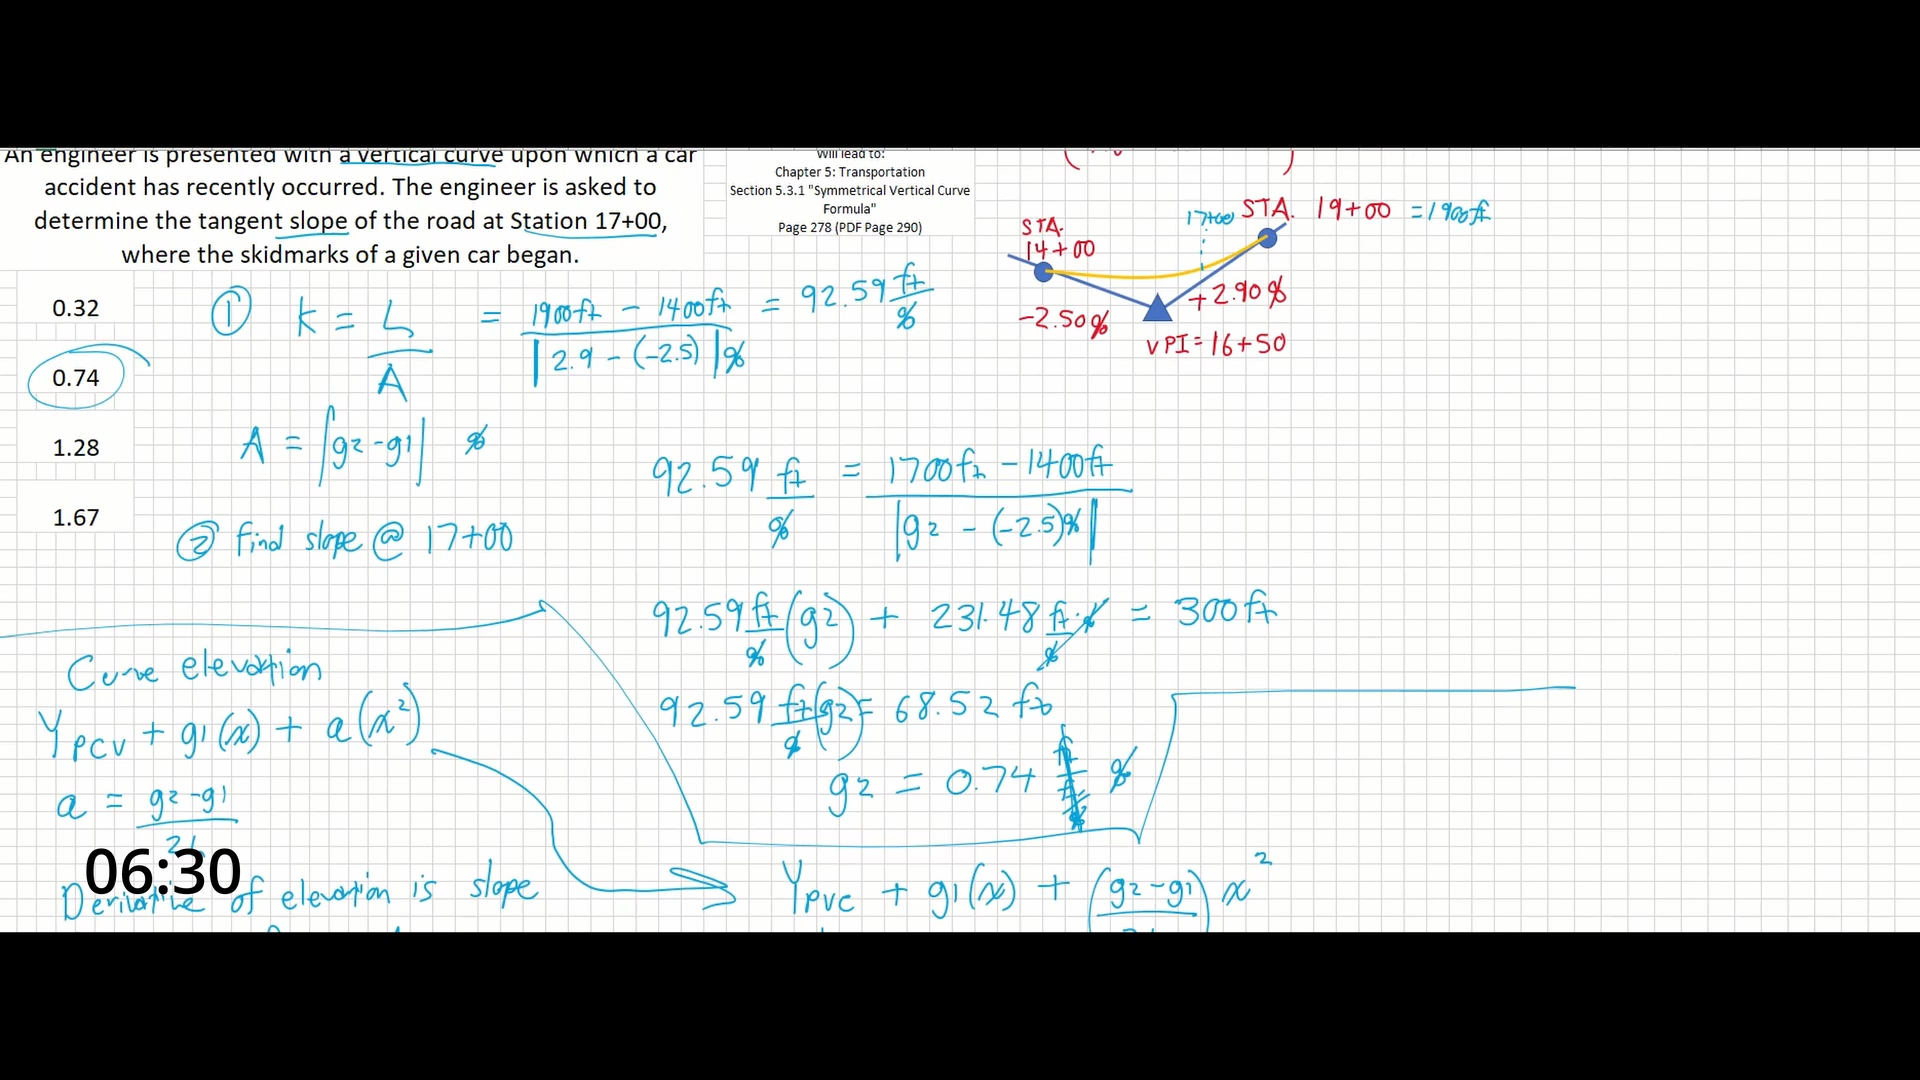 An engineer is presented with a vertical curve upon which a car
accident has recently occurred. The engineer is asked to
determine the tangent slope of the road at Station 17+00,
where the skidmarks of a given car began.
Will lead to:
Chapter 5: Transportation
Section 5.3.1 "Symmetrical Vertical Curve
Formula"
Page 278 (PDF Page 290)
STA.
14+00
17+00
STA. 19+00 = 1900ft
-2.50%
+2.90%
VPI = 16+50
0.32
0.74
1.28
1.67
① K = L/A = (1900ft - 1400ft)/|2.9 - (-2.5)|% = 92.59 ft/%
A = |g2-g1| %
② find slope @ 17+00
92.59 ft/% = (1700ft - 1400ft)/|g2 - (-2.5)%|
92.59 ft/% (g2) + 231.48 ft·%/% = 300ft
92.59 ft/% (g2) = 68.52 ft
g2 = 0.74 %
Curve elevation
YPCV + g1(x) + a(x²)
a = (g2-g1)/2L
06:30
Derivative of elevation is slope
YPVC + g1(x) + (g2-g1/2L) x²